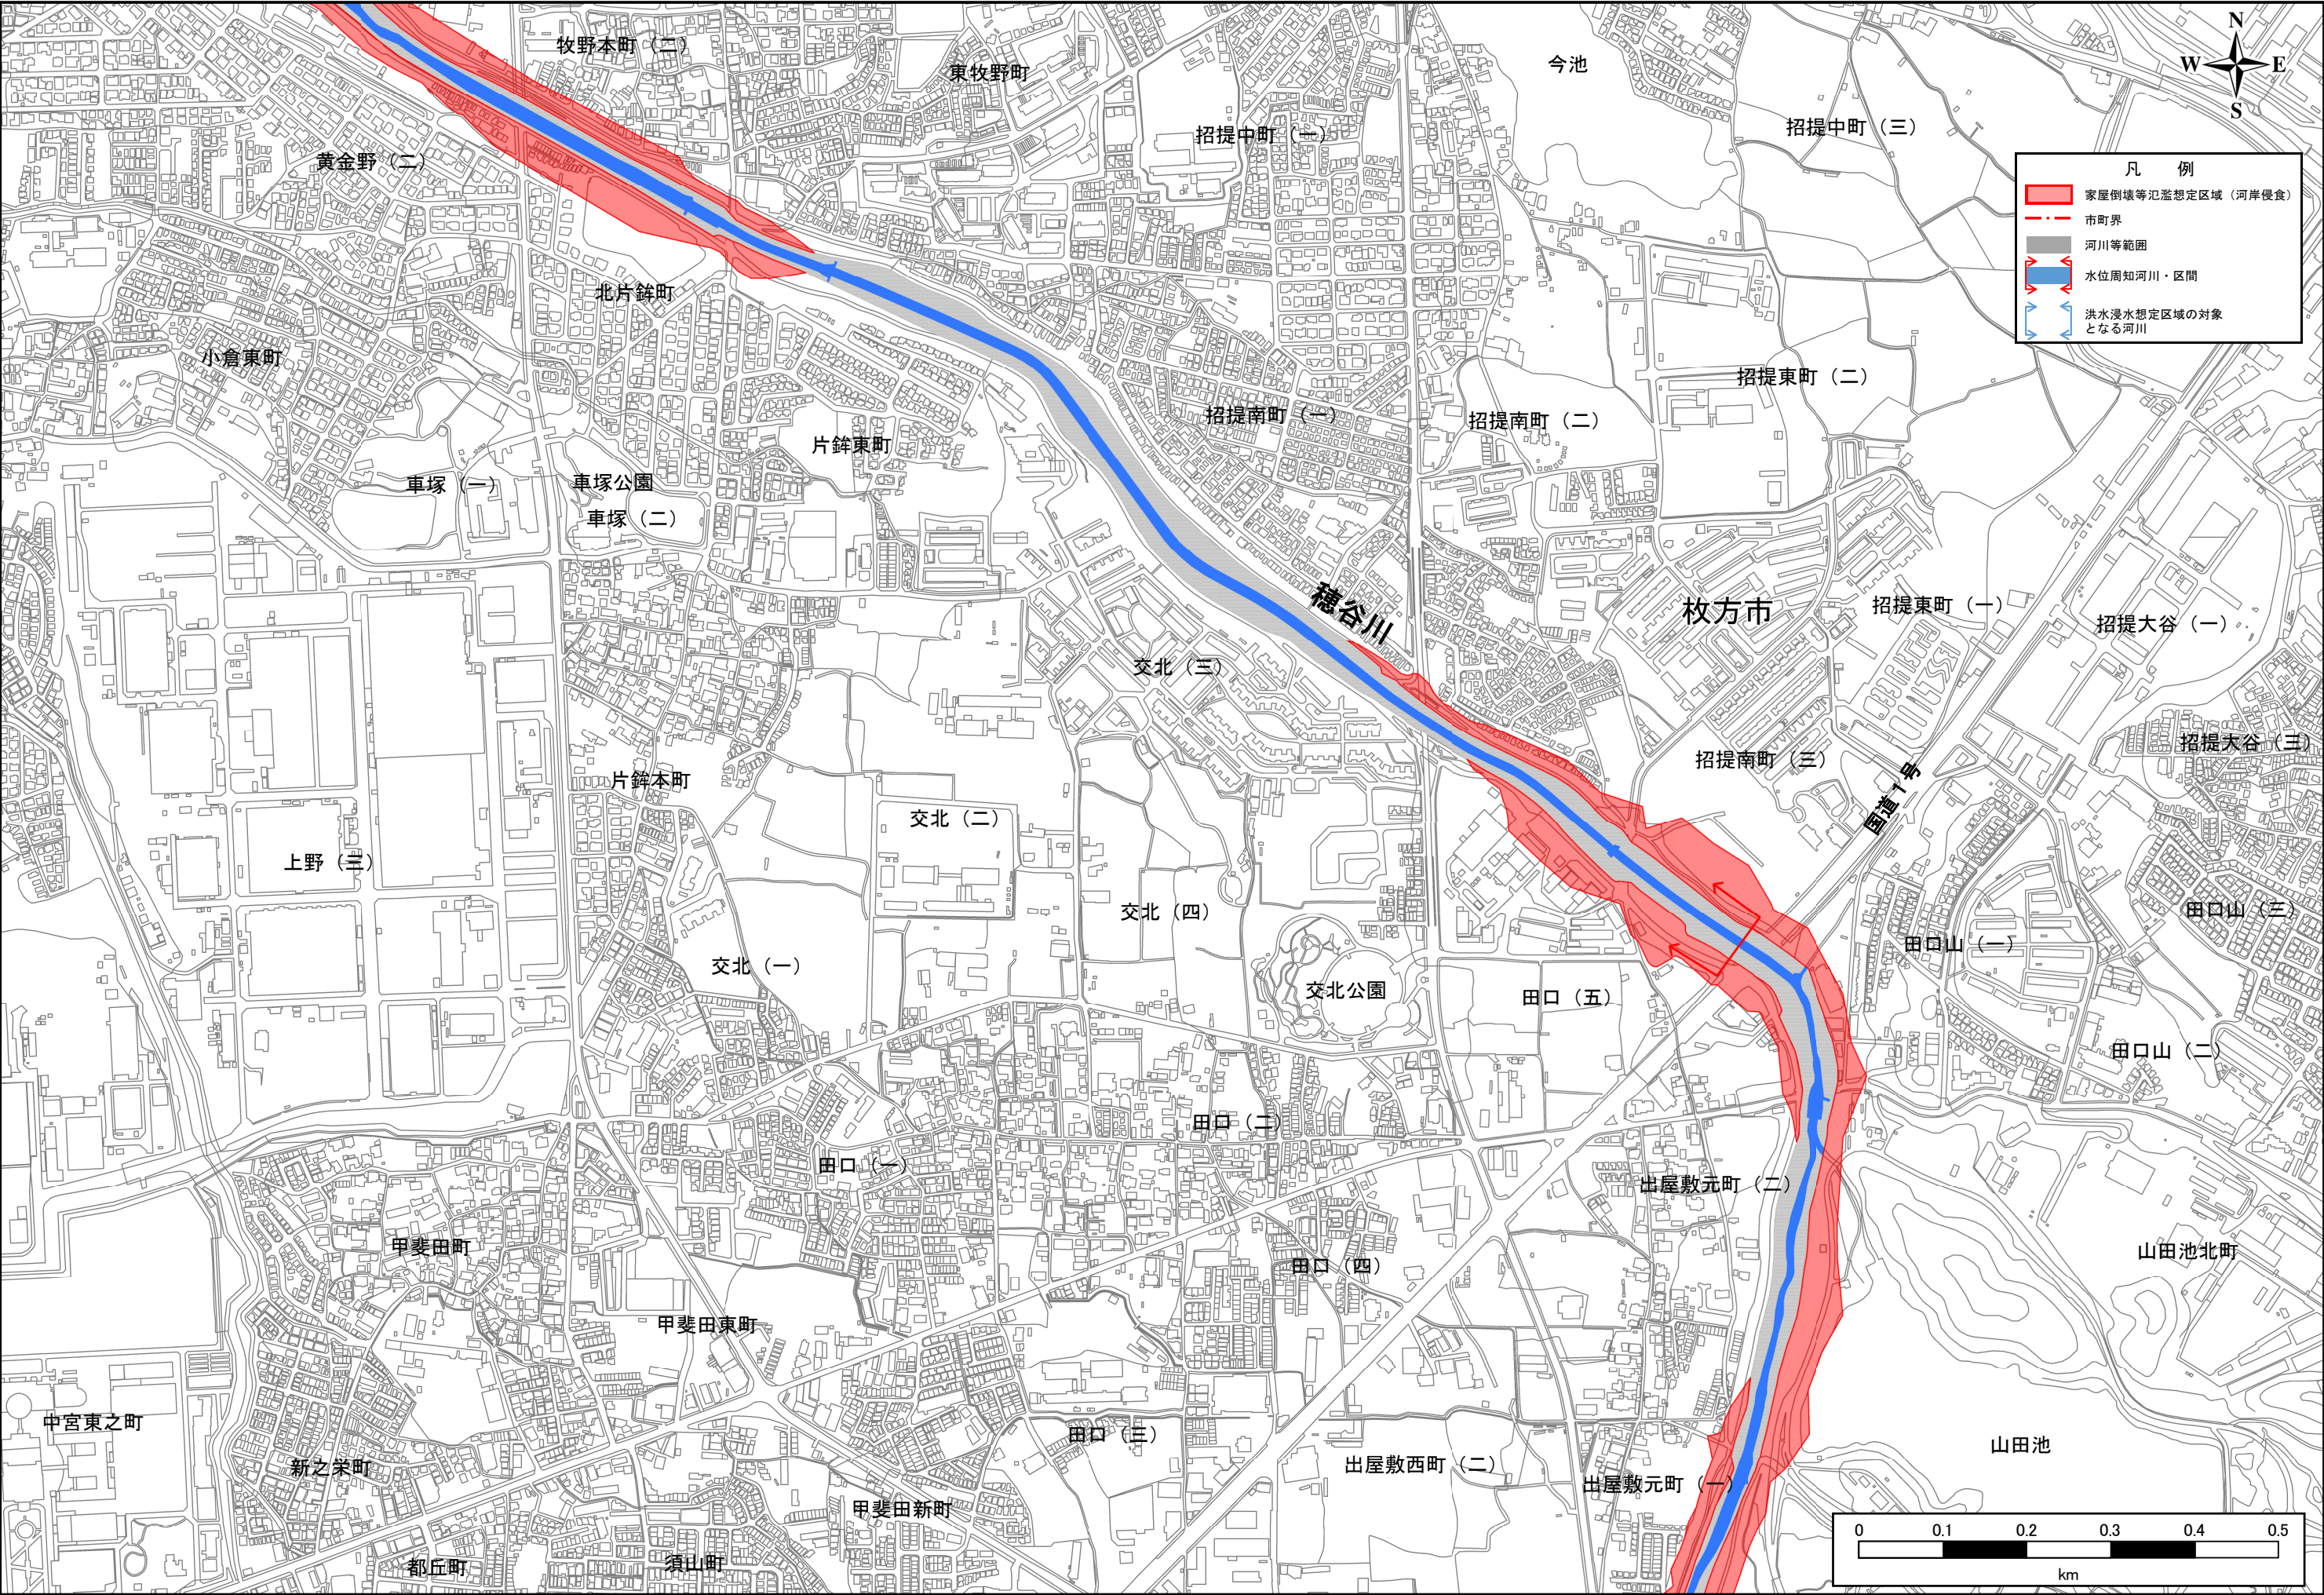 N
W E
S
牧野本町（二）
東牧野町
今池
招提中町（一）
招提中町（三）
黄金野（二）
凡　例
家屋倒壊等氾濫想定区域（河岸侵食）
市町界
河川等範囲
水位周知河川・区間
洪水浸水想定区域の対象
となる河川
北片鉾町
小倉東町
招提東町（二）
招提南町（一）
招提南町（二）
片鉾東町
車塚（一）
車塚公園
車塚（二）
穂谷川
枚方市
招提東町（一）
招提大谷（一）
交北（三）
招提大谷（三）
招提南町（三）
国道1号
片鉾本町
交北（二）
上野（三）
交北（四）
田口山（三）
田口山（一）
交北（一）
交北公園
田口（五）
田口山（二）
田口（二）
田口（一）
出屋敷元町（二）
甲斐田町
山田池北町
田口（四）
甲斐田東町
中宮東之町
田口（三）
山田池
新之栄町
出屋敷西町（二）
出屋敷元町（一）
甲斐田新町
都丘町
須山町
0 0.1 0.2 0.3 0.4 0.5
km